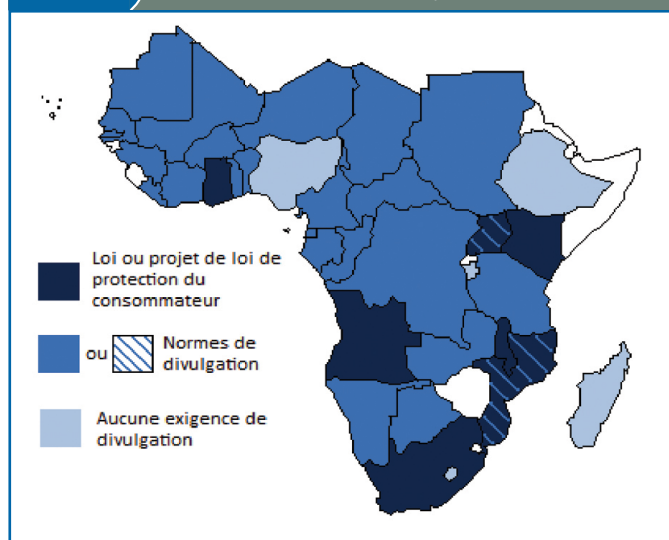 Loi ou projet de loi de
protection du
consommateur
ou Normes de
divulgation
Aucune exigence de
divulgation